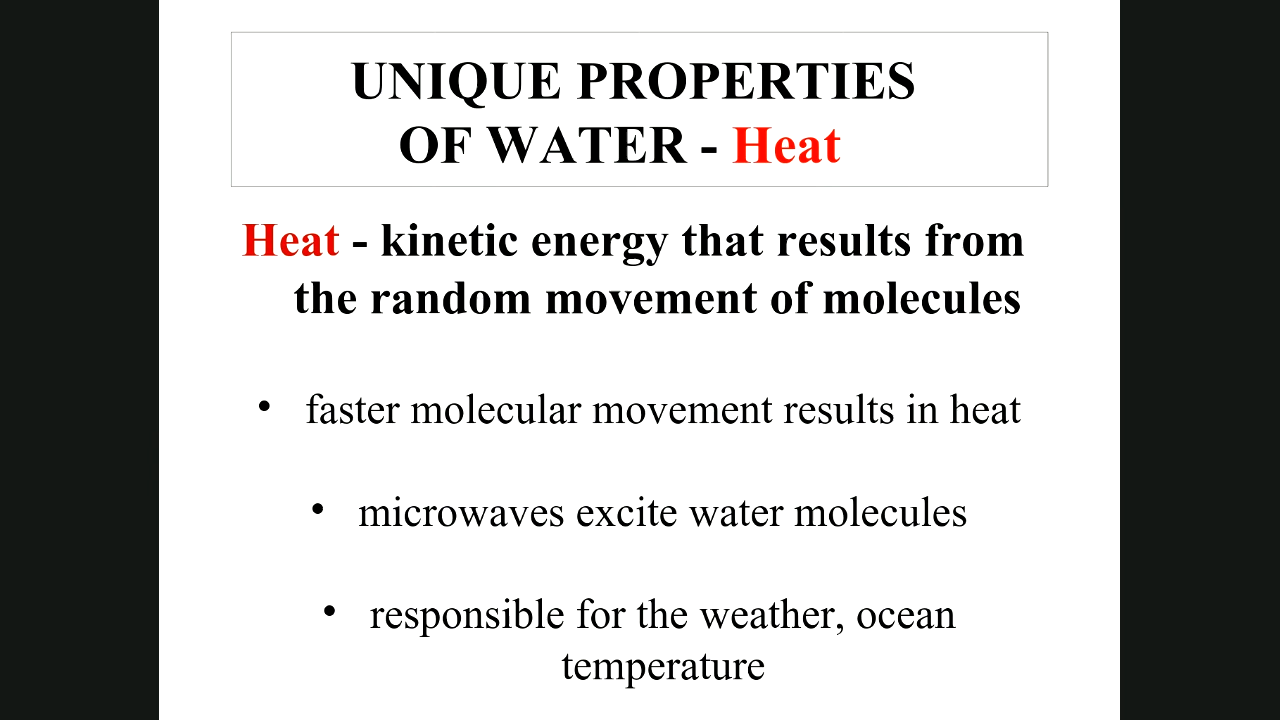 UNIQUE PROPERTIES
OF WATER - Heat
Heat - kinetic energy that results from
the random movement of molecules
• faster molecular movement results in heat
• microwaves excite water molecules
• responsible for the weather, ocean
temperature